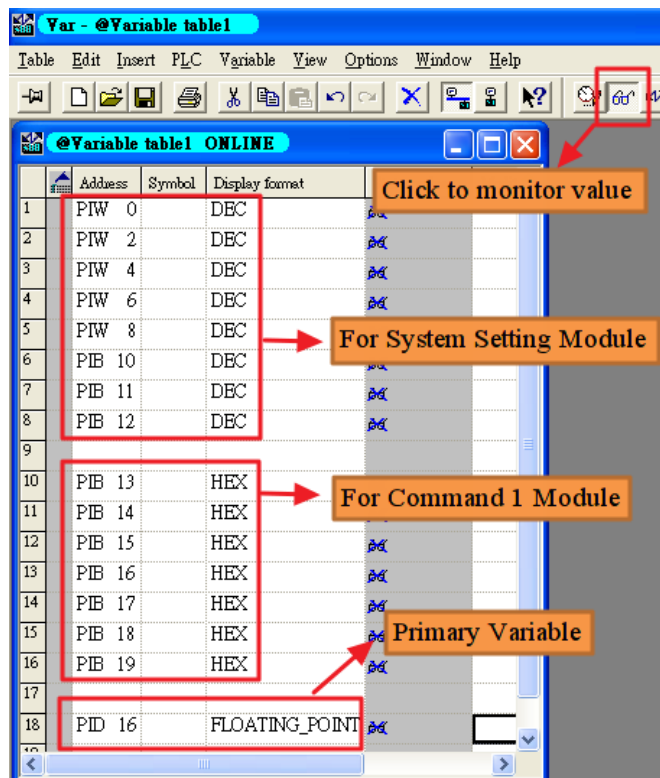 Var - @Variable table1
Table Edit Insert PLC Variable View Options Window Help
@Variable table1 ONLINE
Address Symbol Display format
Click to monitor value
1 PIW 0 DEC
2 PIW 2 DEC
3 PIW 4 DEC
4 PIW 6 DEC
5 PIW 8 DEC
For System Setting Module
6 PIB 10 DEC
7 PIB 11 DEC
8 PIB 12 DEC
9
10 PIB 13 HEX
For Command 1 Module
11 PIB 14 HEX
12 PIB 15 HEX
13 PIB 16 HEX
14 PIB 17 HEX
15 PIB 18 HEX
Primary Variable
16 PIB 19 HEX
17
18 PID 16 FLOATING_POINT